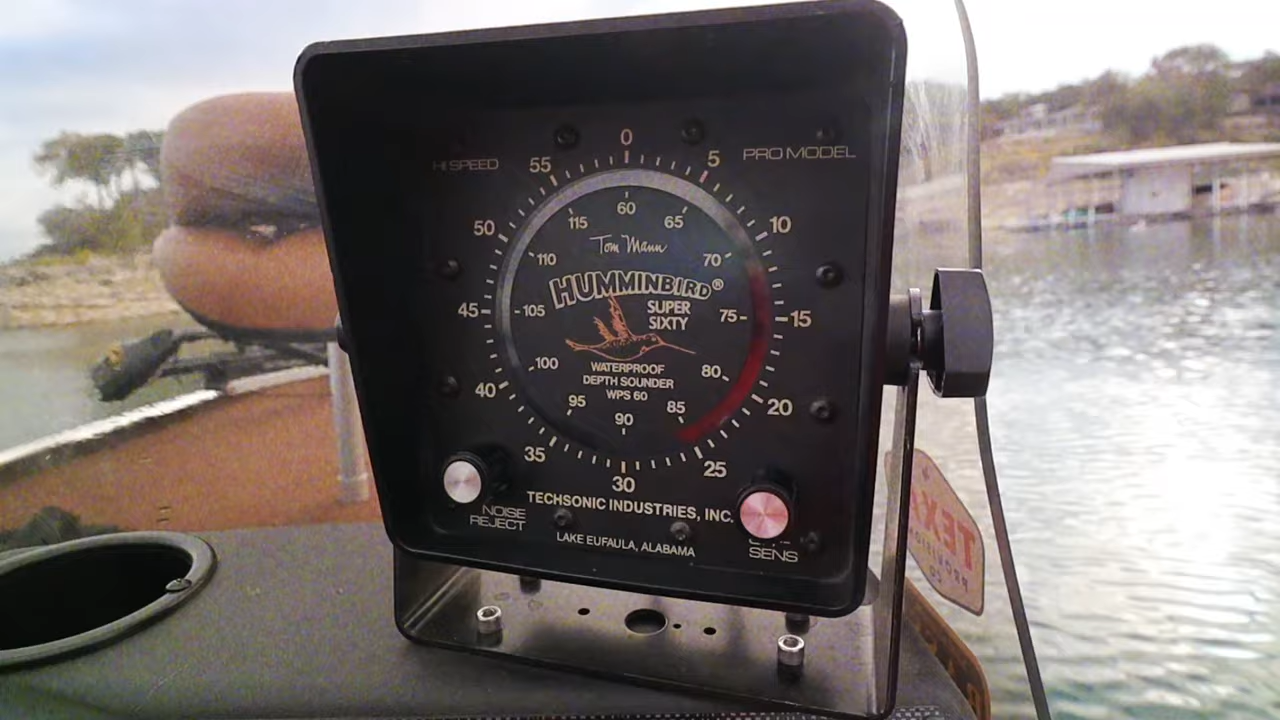 0
55
5
HI SPEED
PRO MODEL
60
115
65
50
10
Tom Mann
110
70
HUMMINBIRD®
SUPER
SIXTY
45
105
75
15
WATERPROOF
DEPTH SOUNDER
WPS 60
100
80
40
95
85
20
90
35
25
30
TECHSONIC INDUSTRIES, INC.
NOISE
REJECT
LAKE EUFAULA, ALABAMA
SENS